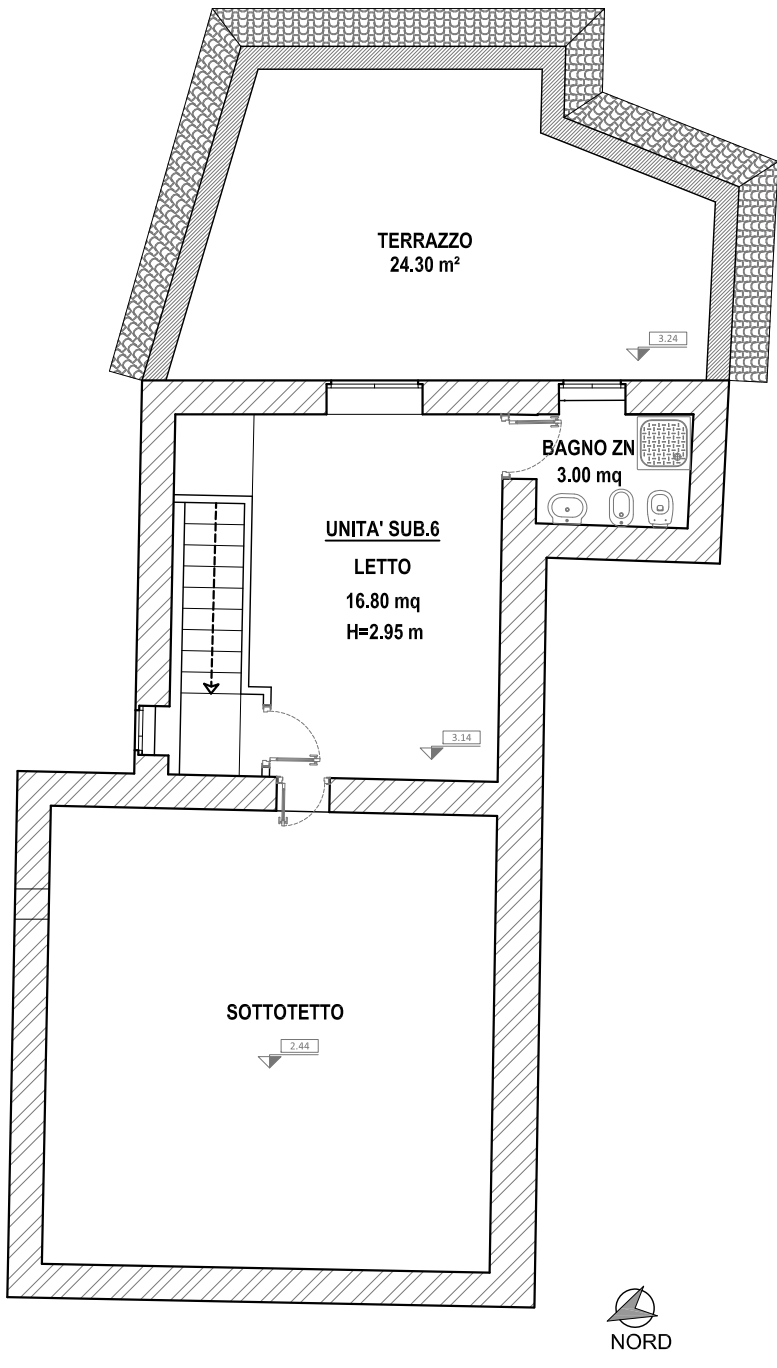 TERRAZZO
24.30 m²
3.24
BAGNO ZN
3.00 mq
UNITA' SUB.6
LETTO
16.80 mq
H=2.95 m
3.14
SOTTOTETTO
2.44
NORD